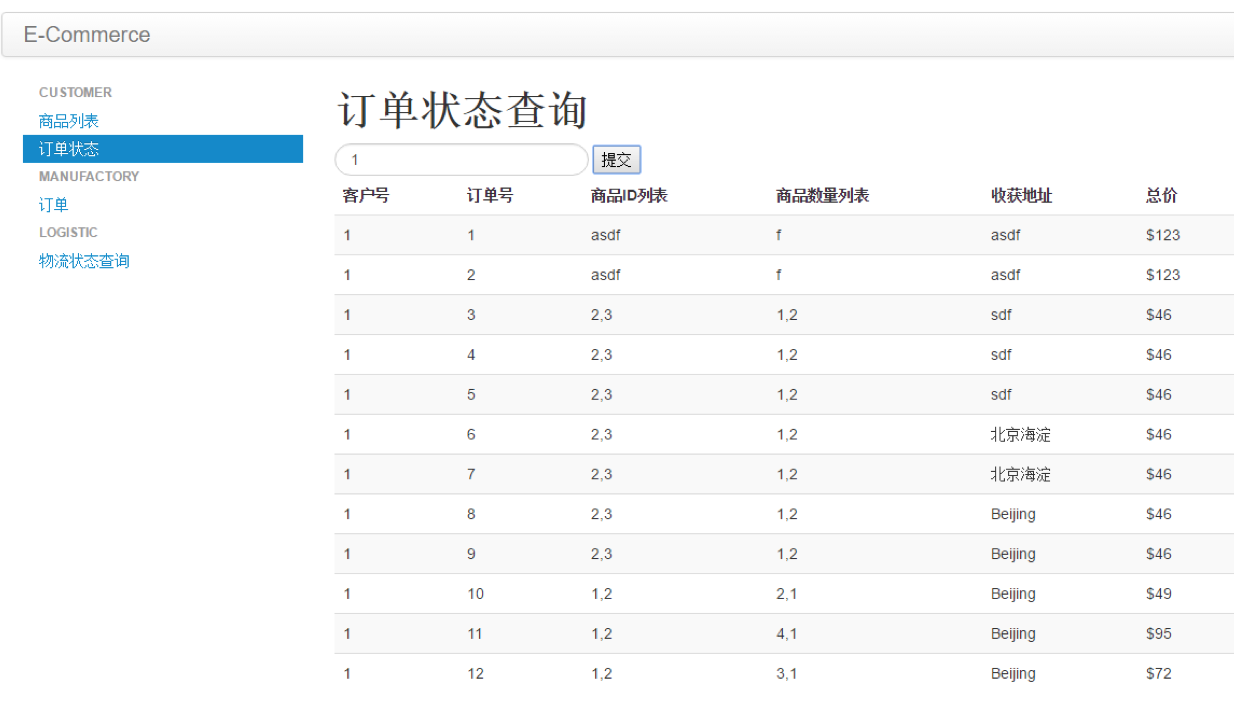 E-Commerce
CUSTOMER
商品列表
订单状态
MANUFACTORY
订单
LOGISTIC
物流状态查询
订单状态查询
1 提交
客户号 订单号 商品ID列表 商品数量列表 收获地址 总价
1 1 asdf f asdf $123
1 2 asdf f asdf $123
1 3 2,3 1,2 sdf $46
1 4 2,3 1,2 sdf $46
1 5 2,3 1,2 sdf $46
1 6 2,3 1,2 北京海淀 $46
1 7 2,3 1,2 北京海淀 $46
1 8 2,3 1,2 Beijing $46
1 9 2,3 1,2 Beijing $46
1 10 1,2 2,1 Beijing $49
1 11 1,2 4,1 Beijing $95
1 12 1,2 3,1 Beijing $72